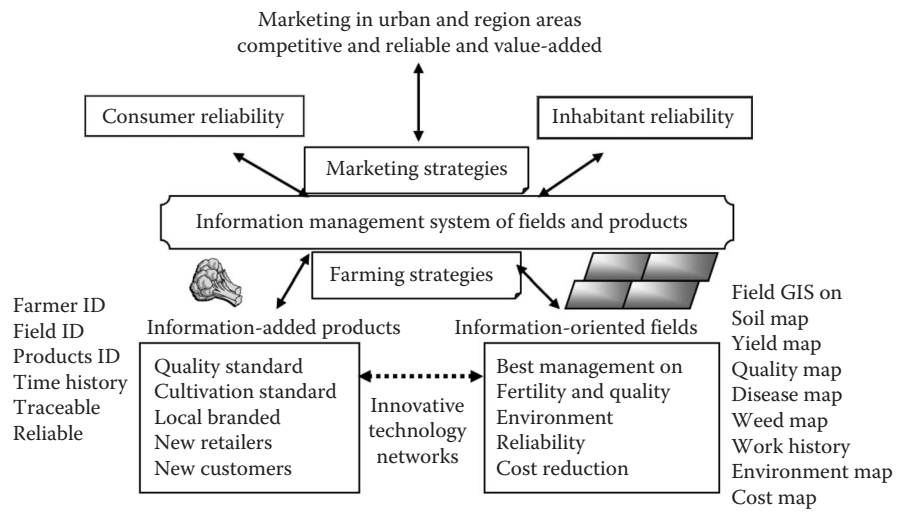 Marketing in urban and region areas
competitive and reliable and value-added
Consumer reliability
Inhabitant reliability
Marketing strategies
Information management system of fields and products
Farming strategies
Farmer ID
Field ID
Products ID
Time history
Traceable
Reliable
Information-added products
Quality standard
Cultivation standard
Local branded
New retailers
New customers
Innovative
technology
networks
Information-oriented fields
Best management on
Fertility and quality
Environment
Reliability
Cost reduction
Field GIS on
Soil map
Yield map
Quality map
Disease map
Weed map
Work history
Environment map
Cost map